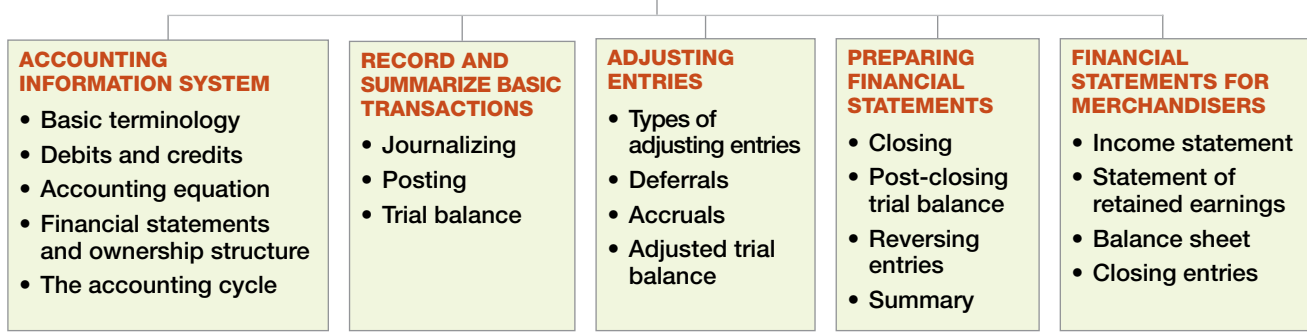 ACCOUNTING
INFORMATION SYSTEM
• Basic terminology
• Debits and credits
• Accounting equation
• Financial statements
and ownership structure
• The accounting cycle
RECORD AND
SUMMARIZE BASIC
TRANSACTIONS
• Journalizing
• Posting
• Trial balance
ADJUSTING
ENTRIES
• Types of
adjusting entries
• Deferrals
• Accruals
• Adjusted trial
balance
PREPARING
FINANCIAL
STATEMENTS
• Closing
• Post-closing
trial balance
• Reversing
entries
• Summary
FINANCIAL
STATEMENTS FOR
MERCHANDISERS
• Income statement
• Statement of
retained earnings
• Balance sheet
• Closing entries